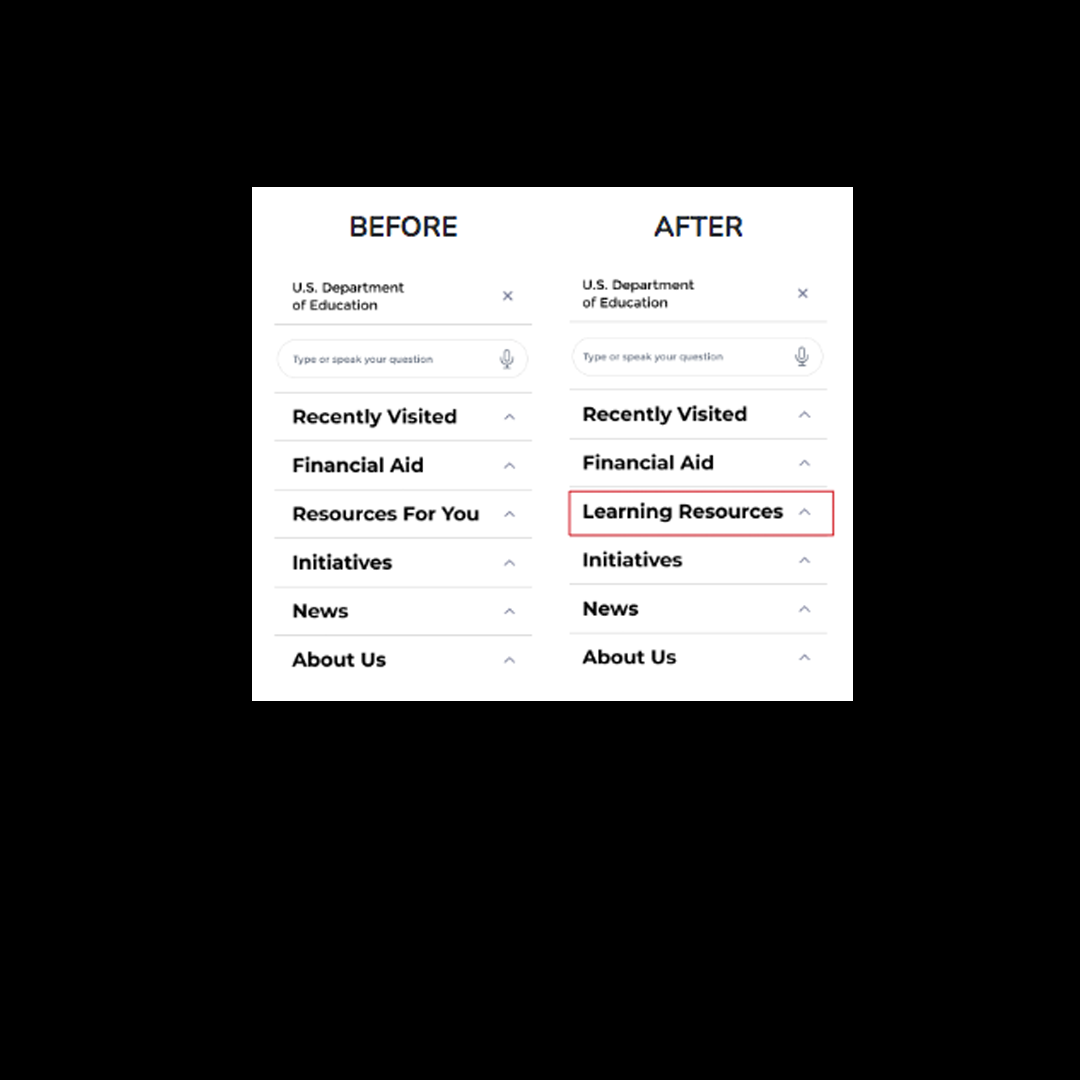 BEFORE
U.S. Department
of Education
Type or speak your question
Recently Visited
Financial Aid
Resources For You
Initiatives
News
About Us
AFTER
U.S. Department
of Education
Type or speak your question
Recently Visited
Financial Aid
Learning Resources
Initiatives
News
About Us